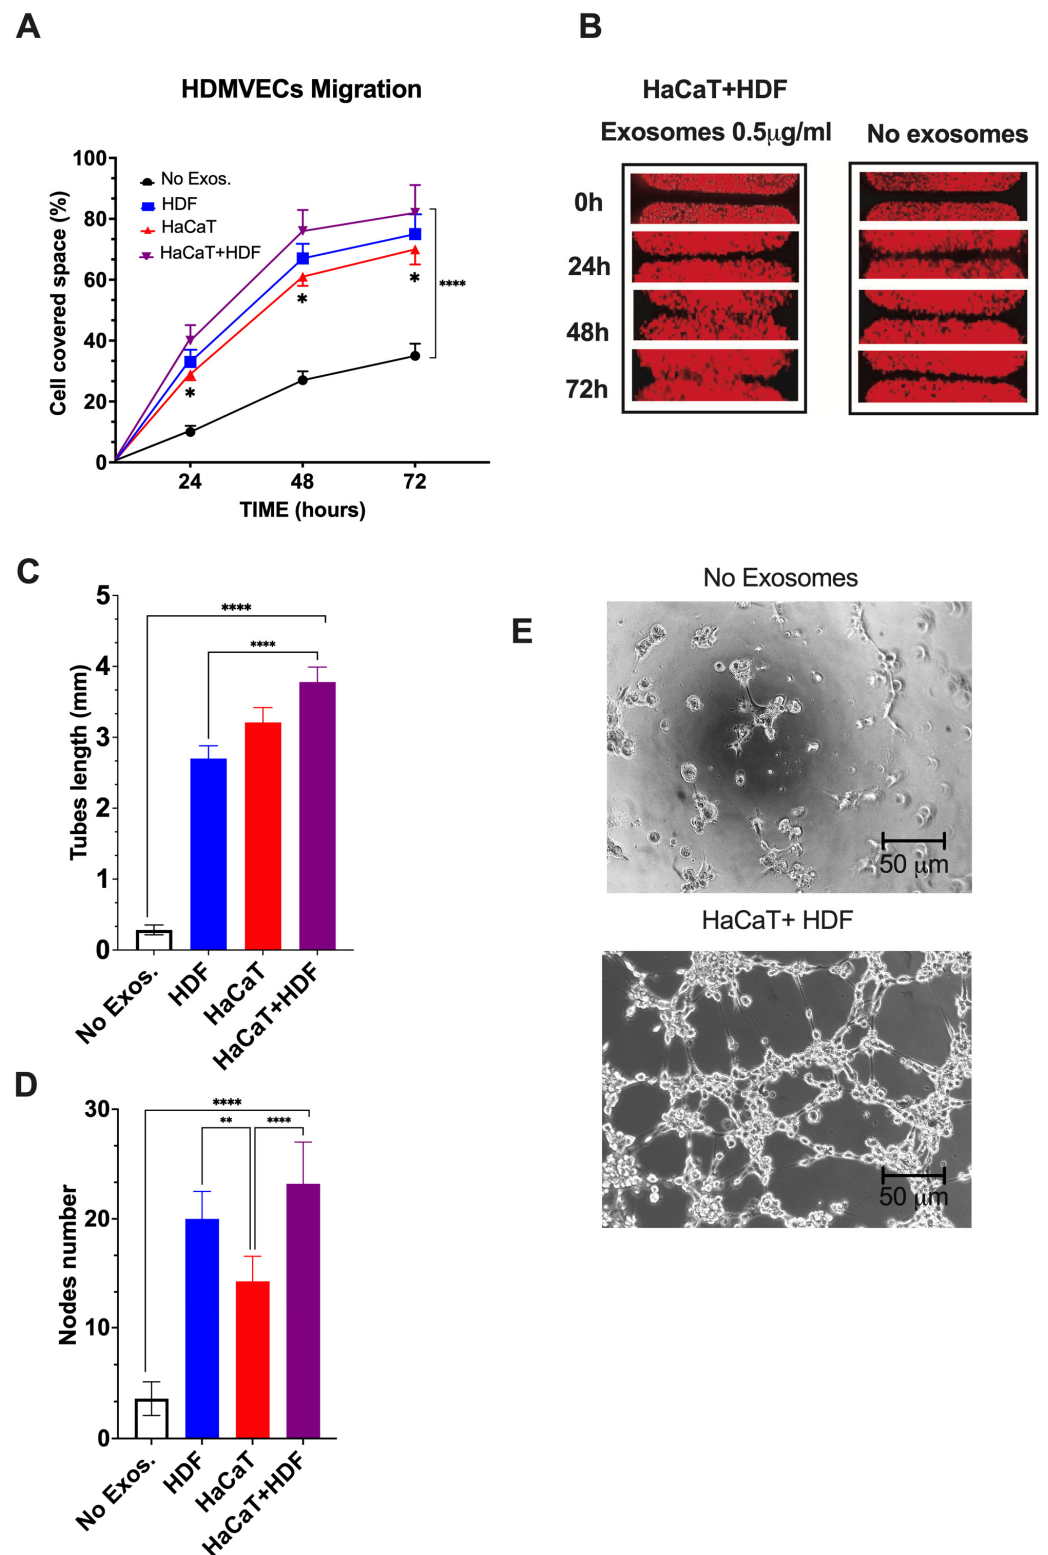 A
HDMVECs Migration
100
80
60
40
20
0
Cell covered space (%)
No Exos.
HDF
HaCaT
HaCaT+HDF
*
*
*
****
24
48
72
TIME (hours)
B
HaCaT+HDF
Exosomes 0.5μg/ml
No exosomes
0h
24h
48h
72h
C
5
4
3
2
1
0
Tubes length (mm)
****
****
No Exos.
HDF
HaCaT
HaCaT+HDF
D
30
20
10
0
Nodes number
****
**
****
No Exos.
HDF
HaCaT
HaCaT+HDF
E
No Exosomes
50 μm
HaCaT+ HDF
50 μm